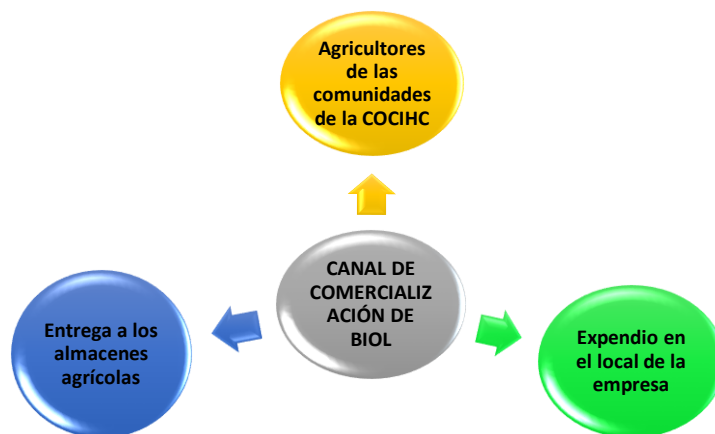 Agricultores
de las
comunidades
de la COCIHC
CANAL DE
COMERCIALIZ
ACIÓN DE
BIOL
Entrega a los
almacenes
agrícolas
Expendio en
el local de la
empresa